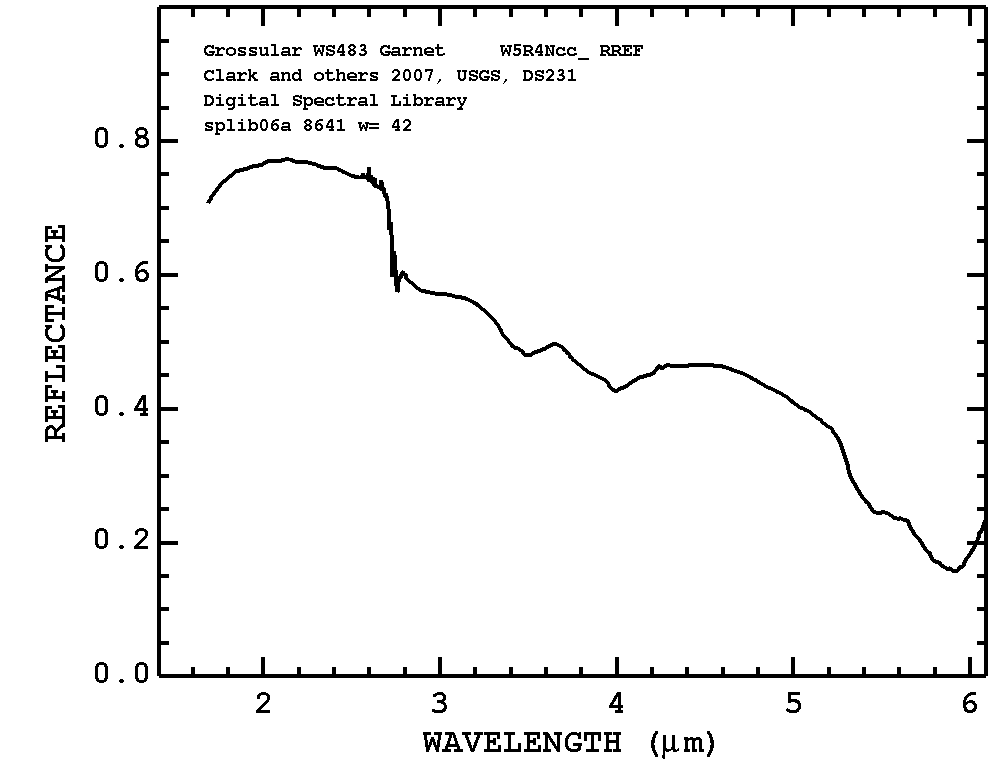 Grossular WS483 Garnet W5R4Ncc_ RREF
Clark and others 2007, USGS, DS231
Digital Spectral Library
splib06a 8641 w= 42
0.8
0.6
0.4
0.2
0.0
REFLECTANCE
2 3 4 5 6
WAVELENGTH (μm)